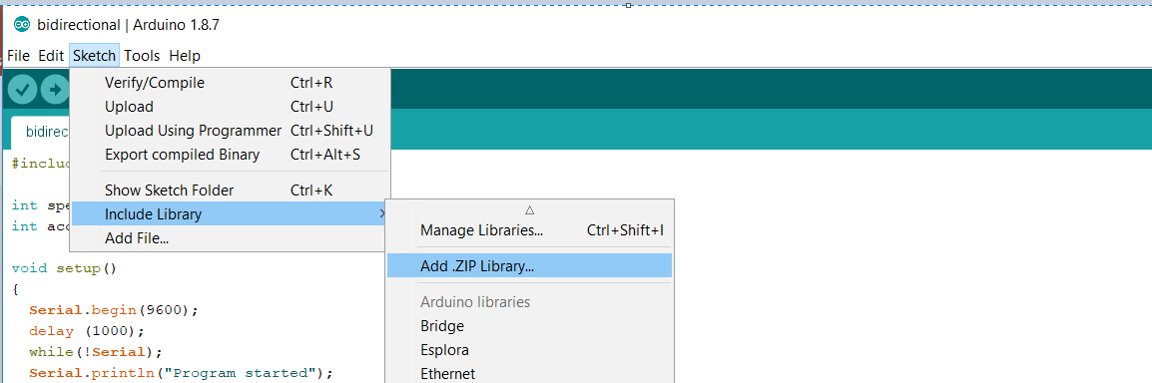 bidirectional | Arduino 1.8.7
File Edit Sketch Tools Help
Verify/Compile Ctrl+R
Upload Ctrl+U
Upload Using Programmer Ctrl+Shift+U
Export compiled Binary Ctrl+Alt+S
Show Sketch Folder Ctrl+K
Include Library
Add File...
Manage Libraries... Ctrl+Shift+I
Add .ZIP Library...
Arduino libraries
Bridge
Esplora
Ethernet
bidirec
#includ
int spe
int acc
void setup()
{
Serial.begin(9600);
delay (1000);
while(!Serial);
Serial.println("Program started");